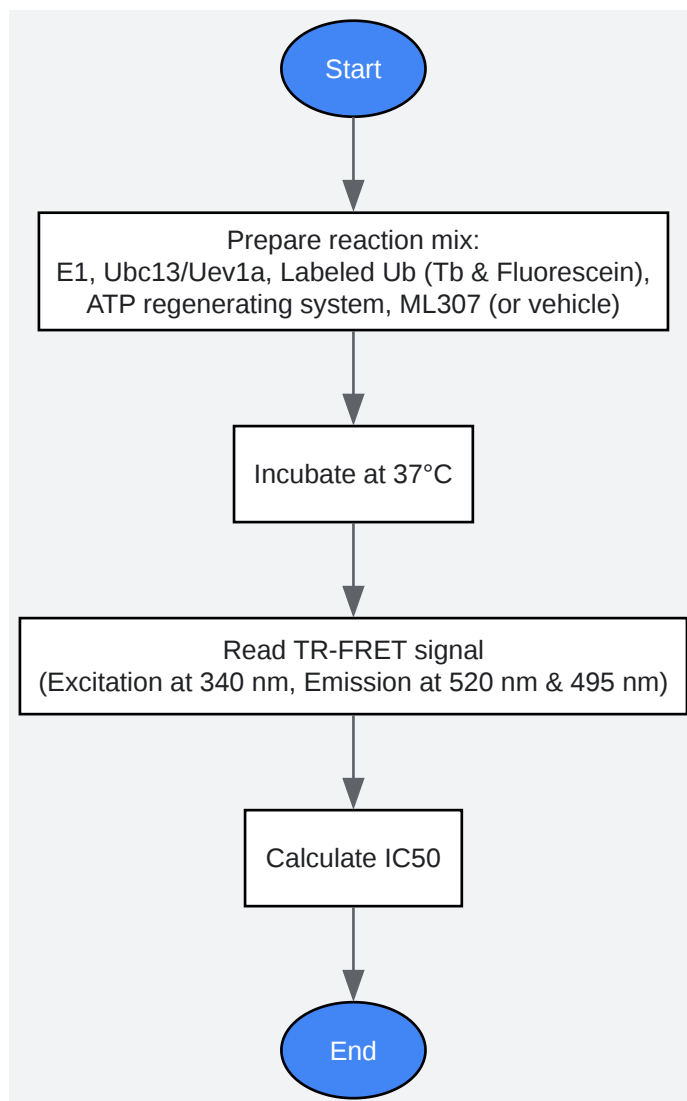 Start
Prepare reaction mix:
E1, Ubc13/Uev1a, Labeled Ub (Tb & Fluorescein),
ATP regenerating system, ML307 (or vehicle)
Incubate at 37°C
Read TR-FRET signal
(Excitation at 340 nm, Emission at 520 nm & 495 nm)
Calculate IC50
End